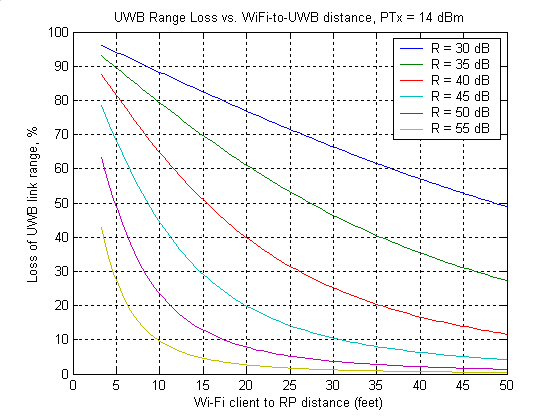 UWB Range Loss vs. WiFi-to-UWB distance, PTx = 14 dBm
R = 30 dB
R = 35 dB
R = 40 dB
R = 45 dB
R = 50 dB
R = 55 dB
Loss of UWB link range, %
100
90
80
70
60
50
40
30
20
10
0
0 5 10 15 20 25 30 35 40 45 50
Wi-Fi client to RP distance (feet)